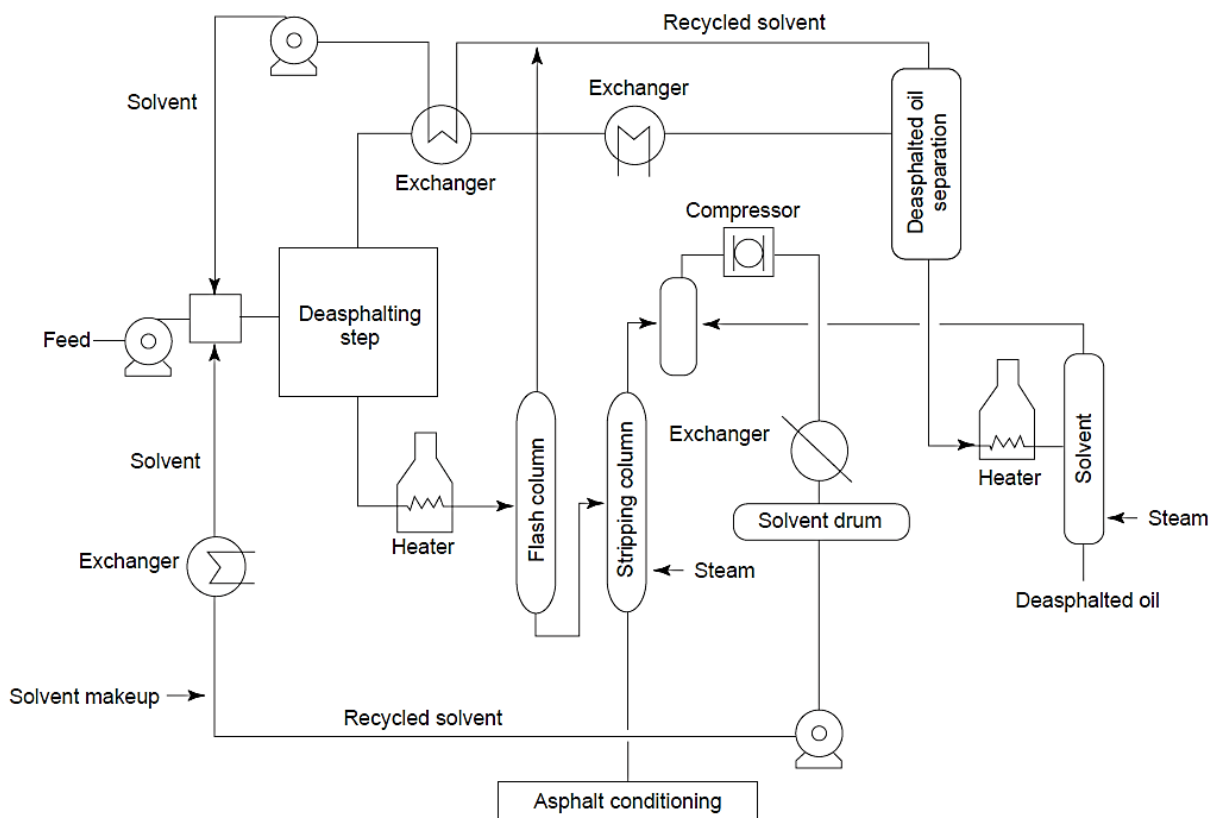 Recycled solvent
Solvent
Exchanger
Exchanger
Deasphalted oil
separation
Compressor
Feed
Deasphalting
step
Solvent
Exchanger
Heater
Flash column
Stripping column
Steam
Exchanger
Solvent drum
Heater
Solvent
Steam
Deasphalted oil
Solvent makeup
Recycled solvent
Asphalt conditioning